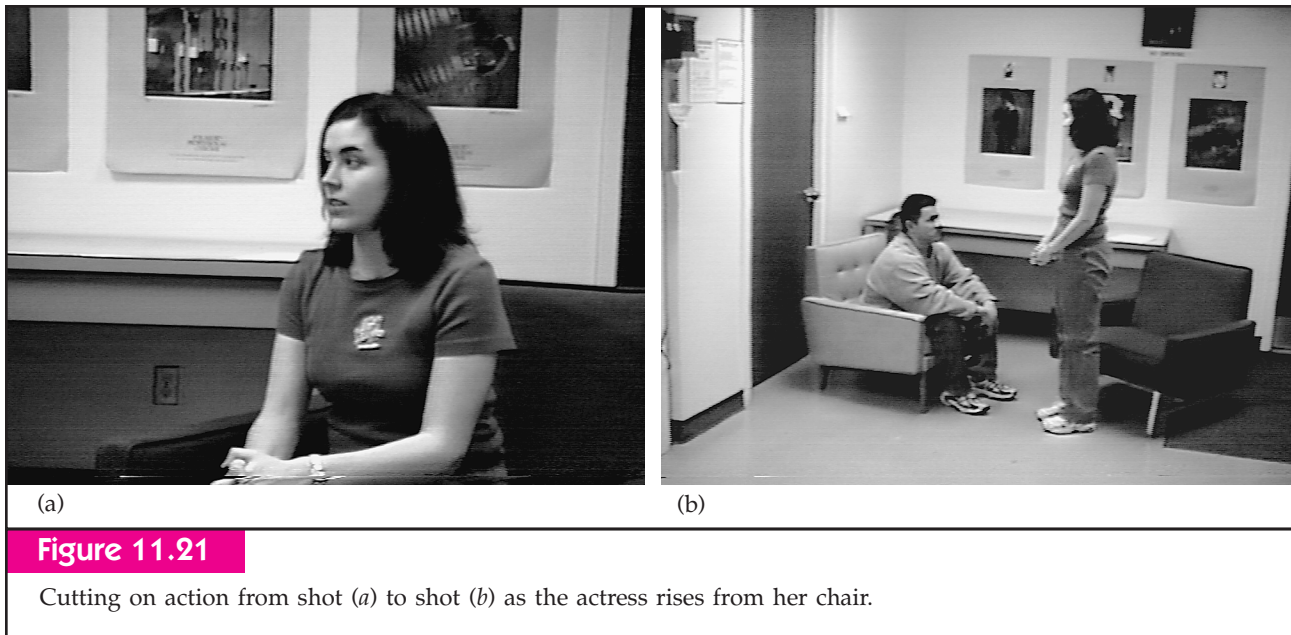 (a)
(b)
Figure 11.21
Cutting on action from shot (a) to shot (b) as the actress rises from her chair.